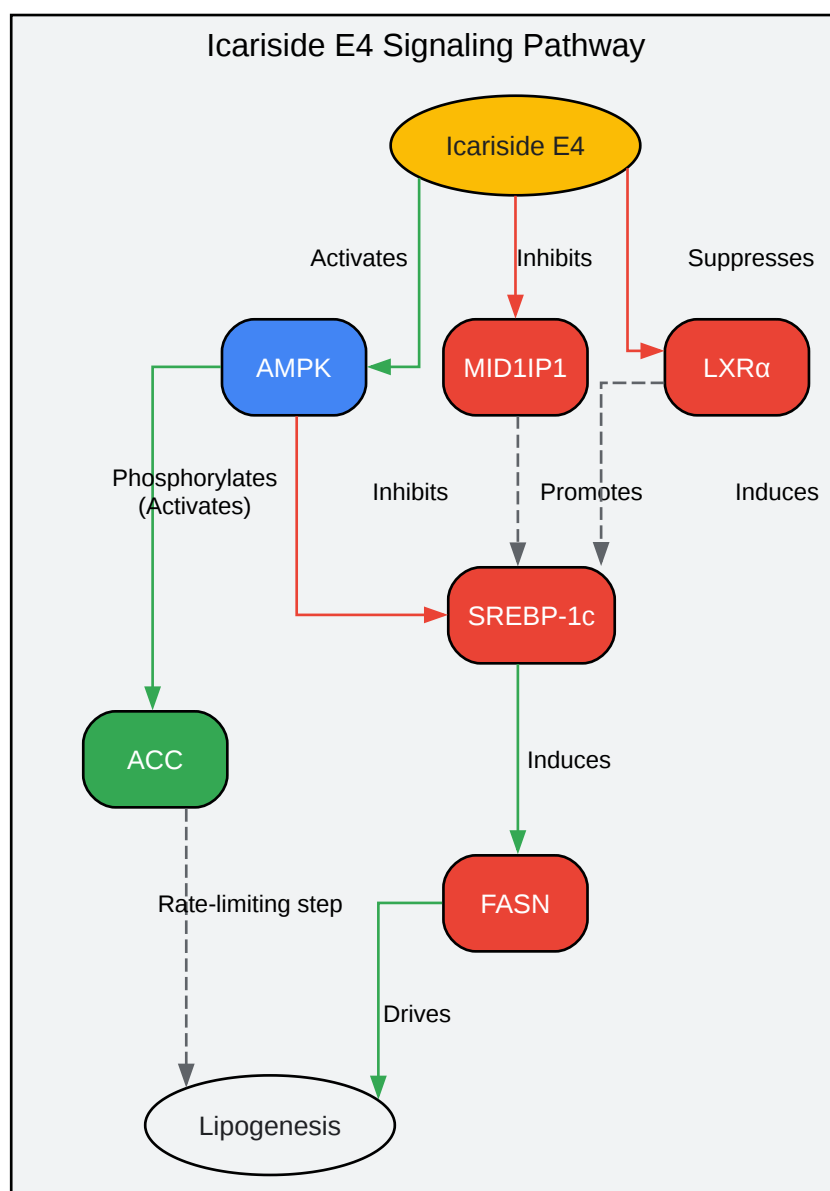 Icariside E4 Signaling Pathway
Icariside E4
Activates
Inhibits
Suppresses
AMPK
MID1IP1
LXRα
Phosphorylates
(Activates)
Inhibits
Promotes
Induces
SREBP-1c
ACC
Induces
Rate-limiting step
FASN
Drives
Lipogenesis